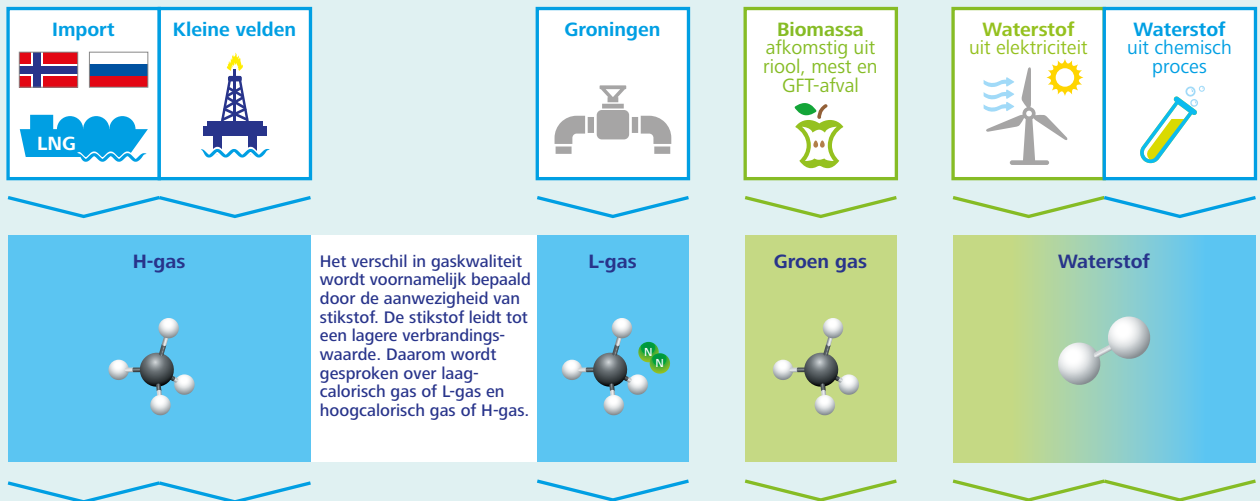 Import
LNG
Kleine velden
Groningen
Biomassa
afkomstig uit
riool, mest en
GFT-afval
Waterstof
uit elektriciteit
Waterstof
uit chemisch
proces
H-gas
Het verschil in gaskwaliteit
wordt voornamelijk bepaald
door de aanwezigheid van
stikstof. De stikstof leidt tot
een lagere verbrandings-
waarde. Daarom wordt
gesproken over laag-
calorisch gas of L-gas en
hoogcalorisch gas of H-gas.
L-gas
N
N
Groen gas
Waterstof